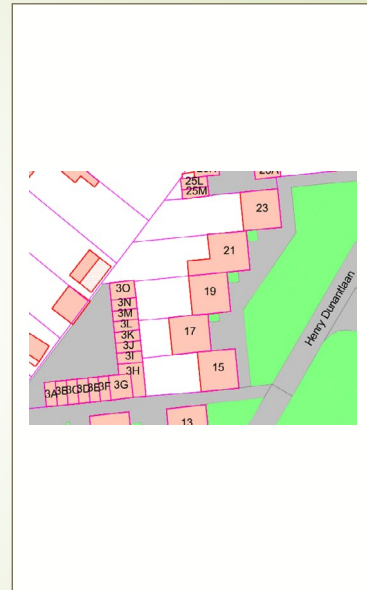 25L
25M
23
21
3O
3N
3M
3L
3K
3J
3I
3H
19
17
15
3A
3B
3C
3D
3E
3F
3G
13
Henry Dunantlaan